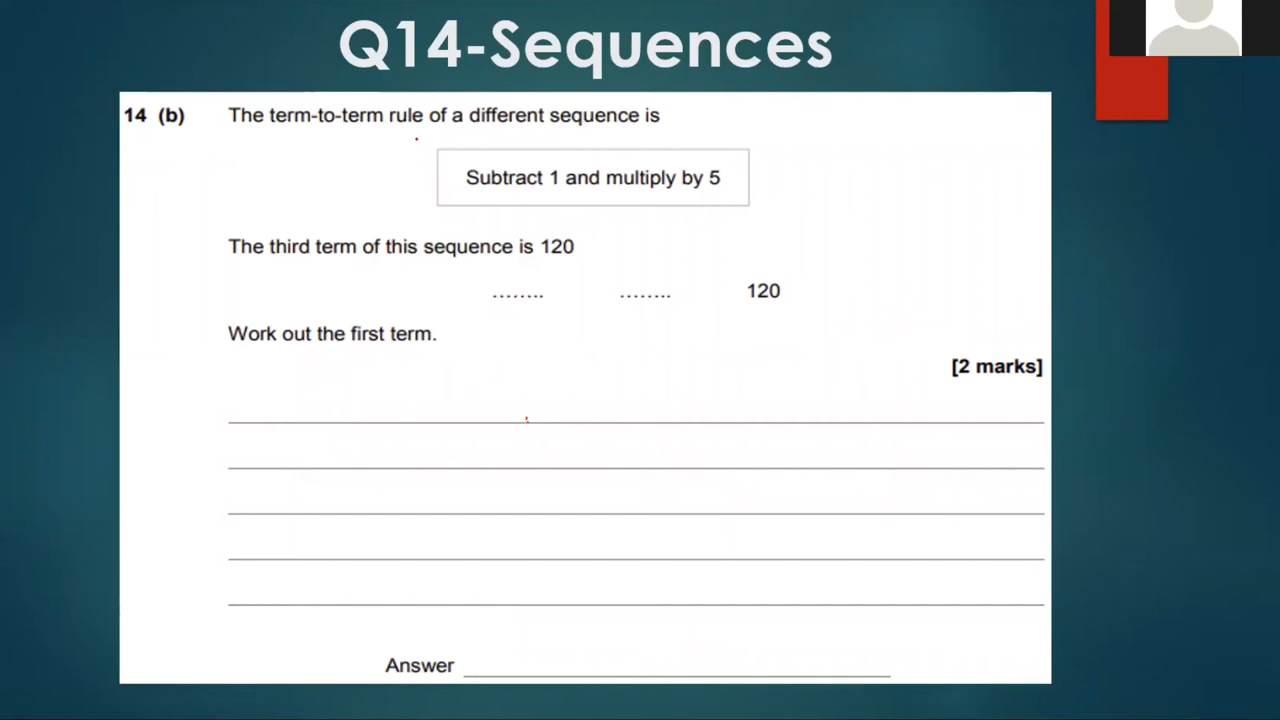 Q14-Sequences
14 (b) The term-to-term rule of a different sequence is
Subtract 1 and multiply by 5
The third term of this sequence is 120
........ ........ 120
Work out the first term.
[2 marks]
Answer